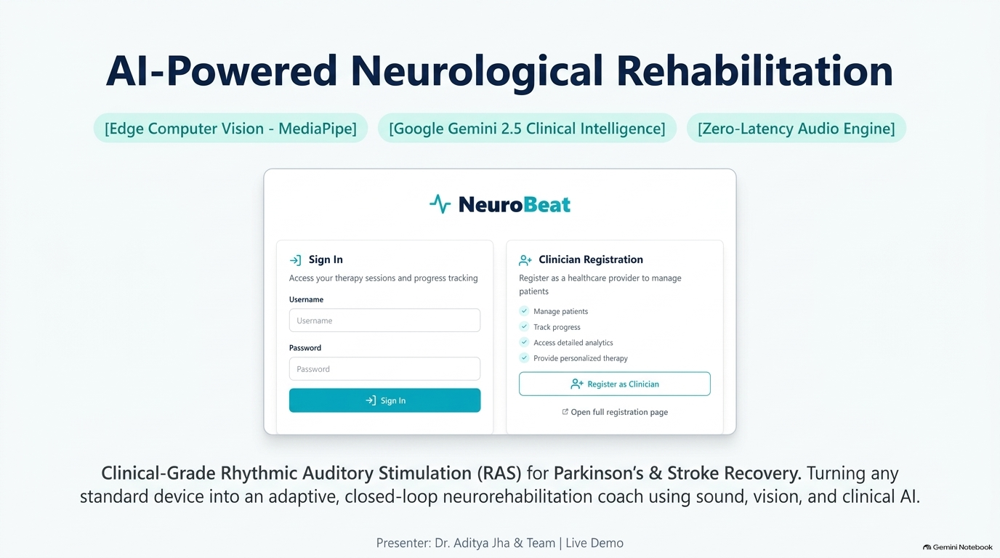 AI-Powered Neurological Rehabilitation
[Edge Computer Vision - MediaPipe] [Google Gemini 2.5 Clinical Intelligence] [Zero-Latency Audio Engine]
NeuroBeat
Sign In
Access your therapy sessions and progress tracking
Username
Username
Password
Password
Sign In
Clinician Registration
Register as a healthcare provider to manage
patients
Manage patients
Track progress
Access detailed analytics
Provide personalized therapy
Register as Clinician
Open full registration page
Clinical-Grade Rhythmic Auditory Stimulation (RAS) for Parkinson's & Stroke Recovery. Turning any
standard device into an adaptive, closed-loop neurorehabilitation coach using sound, vision, and clinical AI.
Presenter: Dr. Aditya Jha & Team | Live Demo
Gemini Notebook